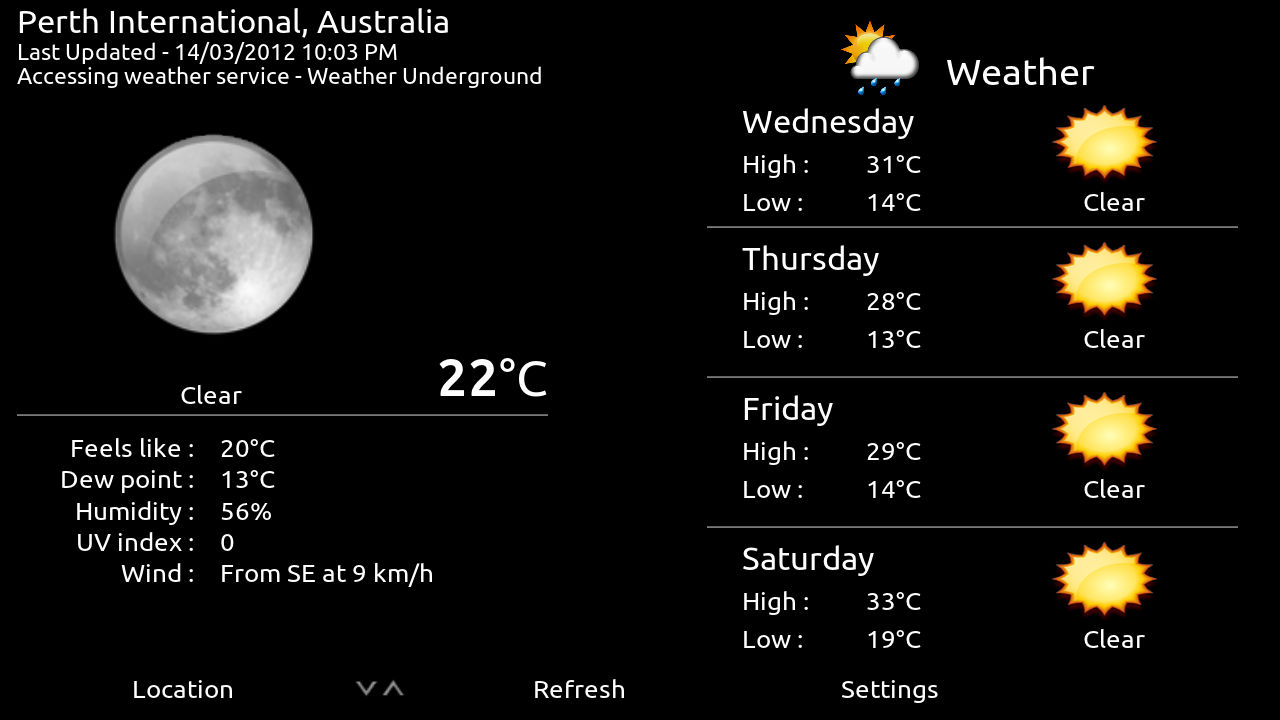 Perth International, Australia
Last Updated - 14/03/2012 10:03 PM
Accessing weather service - Weather Underground
Clear
22°C
Feels like : 20°C
Dew point : 13°C
Humidity : 56%
UV index : 0
Wind : From SE at 9 km/h
Weather
Wednesday
High : 31°C
Low : 14°C
Clear
Thursday
High : 28°C
Low : 13°C
Clear
Friday
High : 29°C
Low : 14°C
Clear
Saturday
High : 33°C
Low : 19°C
Clear
Location
Refresh
Settings